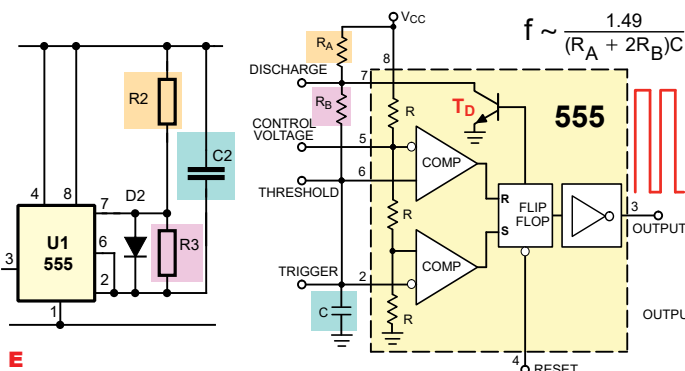 R2
C2
4
8
7
D2
U1
555
R3
6
3
2
1
E
VCC
f ~ 1.49
(RA + 2RB)C
RA
8
DISCHARGE
7
RB
R
TD
555
CONTROL
VOLTAGE
5
COMP
THRESHOLD
6
R
FLIP
FLOP
S
3
OUTPUT
R
COMP
TRIGGER
2
C
R
OUTPU
4
RESET